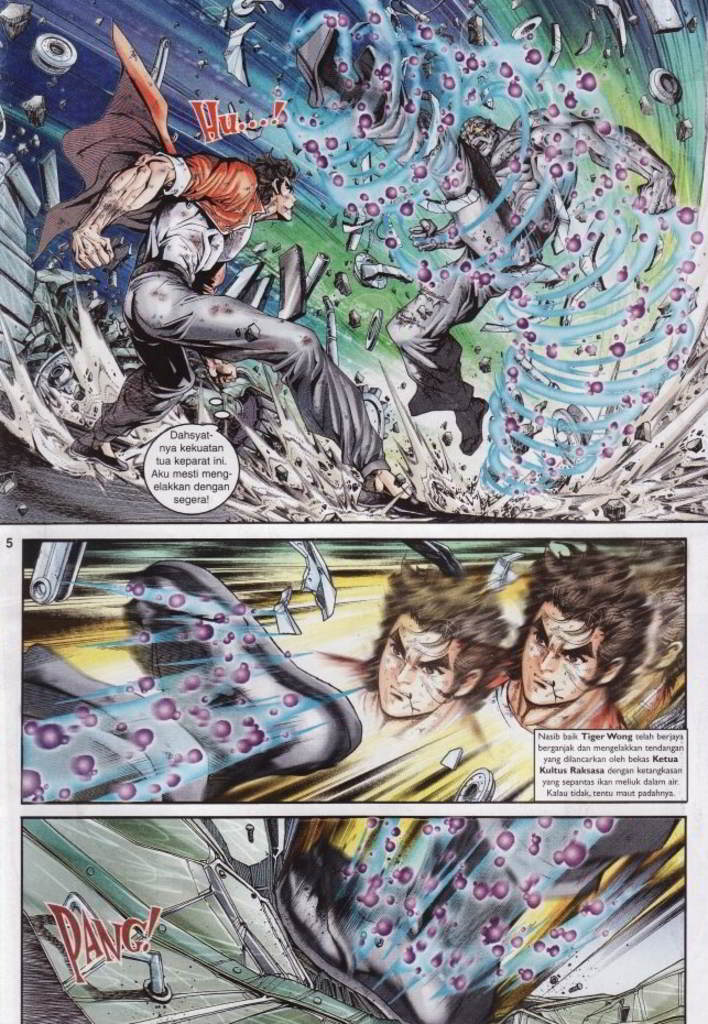 Hu....!
Dahsyat-
nya kekuatan
tua keparat ini.
Aku mesti meng-
elakkan dengan
segera!
5
Nasib baik Tiger Wong telah berjaya
berganjak dan mengelakkan tendangan
yang dilancarkan oleh bekas Ketua
Kultus Raksasa dengan ketangkasan
yang sepantas ikan meliuk dalam air.
Kalau tidak, tentu maut padahnya.
PANG!